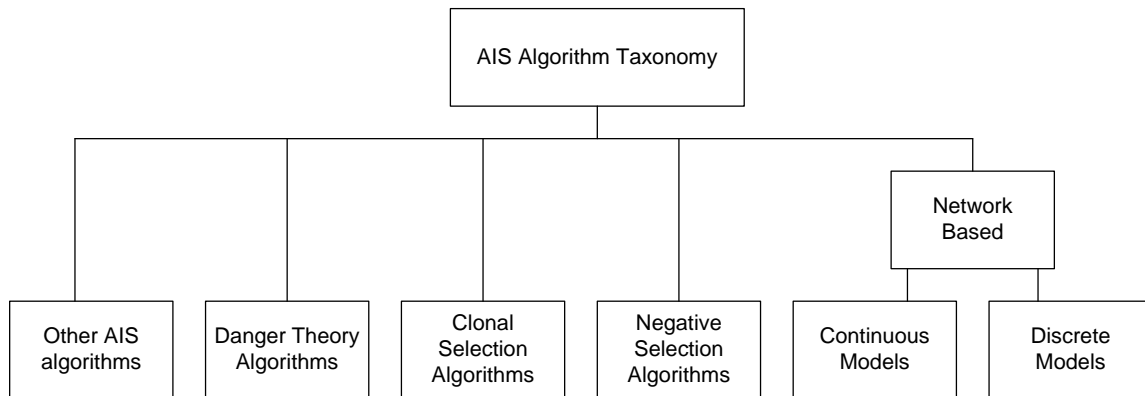 AIS Algorithm Taxonomy
Network
Based
Other AIS
algorithms
Danger Theory
Algorithms
Clonal
Selection
Algorithms
Negative
Selection
Algorithms
Continuous
Models
Discrete
Models